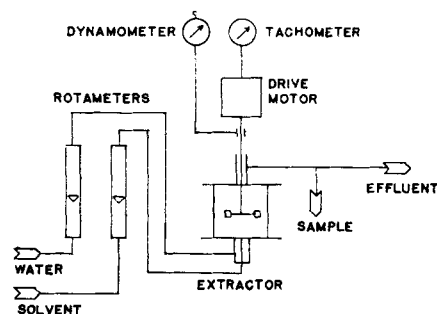 DYNAMOMETER
TACHOMETER
DRIVE
MOTOR
ROTAMETERS
EFFLUENT
SAMPLE
WATER
EXTRACTOR
SOLVENT